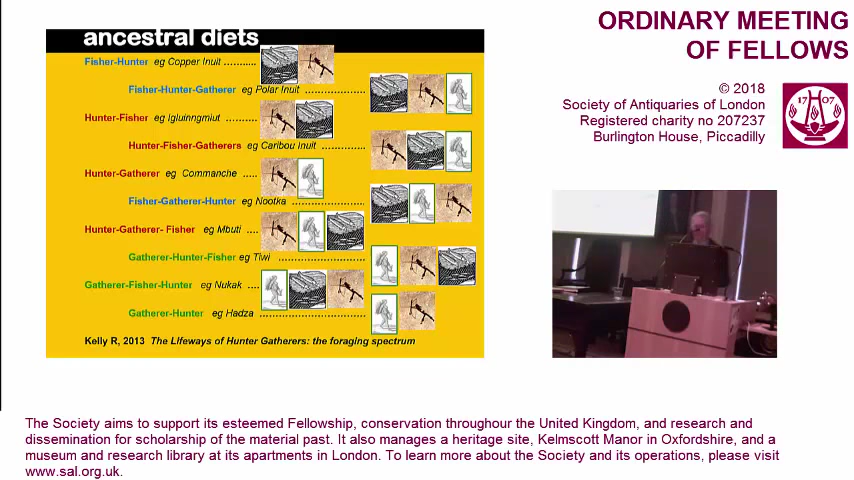 ancestral diets
Fisher-Hunter eg Copper Inuit ...........
Fisher-Hunter-Gatherer eg Polar Inuit ......................
Hunter-Fisher eg Igluinngmiut ..........
Hunter-Fisher-Gatherers eg Caribou Inuit ................
Hunter-Gatherer eg Commanche .....
Fisher-Gatherer-Hunter eg Nootka ..........................
Hunter-Gatherer- Fisher eg Mbuti ....
Gatherer-Hunter-Fisher eg Tiwi ...............................
Gatherer-Fisher-Hunter eg Nukak ....
Gatherer-Hunter eg Hadza ......................................
Kelly R, 2013 The Lifeways of Hunter Gatherers: the foraging spectrum
ORDINARY MEETING
OF FELLOWS
© 2018
Society of Antiquaries of London
Registered charity no 207237
Burlington House, Piccadilly
1707
The Society aims to support its esteemed Fellowship, conservation throughour the United Kingdom, and research and
dissemination for scholarship of the material past. It also manages a heritage site, Kelmscott Manor in Oxfordshire, and a
museum and research library at its apartments in London. To learn more about the Society and its operations, please visit
www.sal.org.uk.